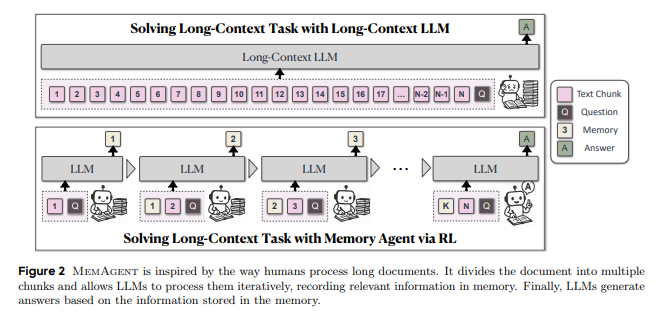 Solving Long-Context Task with Long-Context LLM
A
Long-Context LLM
1 2 3 4 5 6 7 8 9 10 11 12 13 14 15 16 17 ... N-2 N-1 N Q
Text Chunk
Q Question
3 Memory
A Answer
1 2 3 A
LLM LLM LLM ... LLM
1 Q 1 2 Q 2 3 Q K N Q A
Solving Long-Context Task with Memory Agent via RL
Figure 2 MEMAGENT is inspired by the way humans process long documents. It divides the document into multiple
chunks and allows LLMs to process them iteratively, recording relevant information in memory. Finally, LLMs generate
answers based on the information stored in the memory.